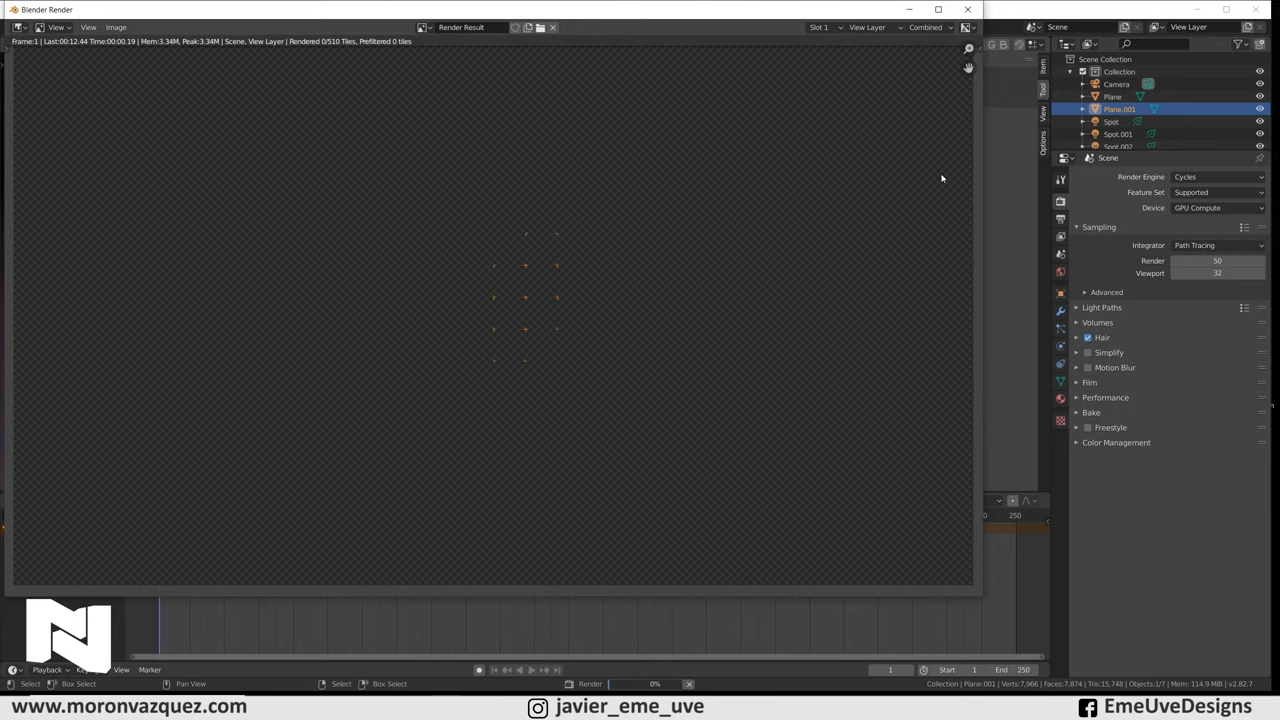 Blender Render
View View Image Render Result Slot 1 View Layer Combined
Frame:1 | Last:00:12.44 Time:00:00.19 | Mem:3.34M, Peak:3.34M | Scene, View Layer | Rendered 0/510 Tiles, Prefiltered 0 tiles
Scene View Layer
G B
Item
Tool
View
Options
Scene Collection
Collection
Camera
Plane
Plane.001
Spot
Spot.001
Spot.002
Scene
Render Engine Cycles
Feature Set Supported
Device GPU Compute
Sampling
Integrator Path Tracing
Render 50
Viewport 32
Advanced
Light Paths
Volumes
Hair
Simplify
Motion Blur
Film
Performance
Bake
Freestyle
Color Management
250
N
Playback View Marker
1 Start 1 End 250
Select Box Select Pan View Select Box Select Render 0% Collection | Plane.001 | Verts:7,966 | Faces:7,874 | Tris:15,748 | Objects:1/7 | Mem: 114.9 MiB | v2.82.7
www.moronvazquez.com javier_eme_uve EmeUveDesigns